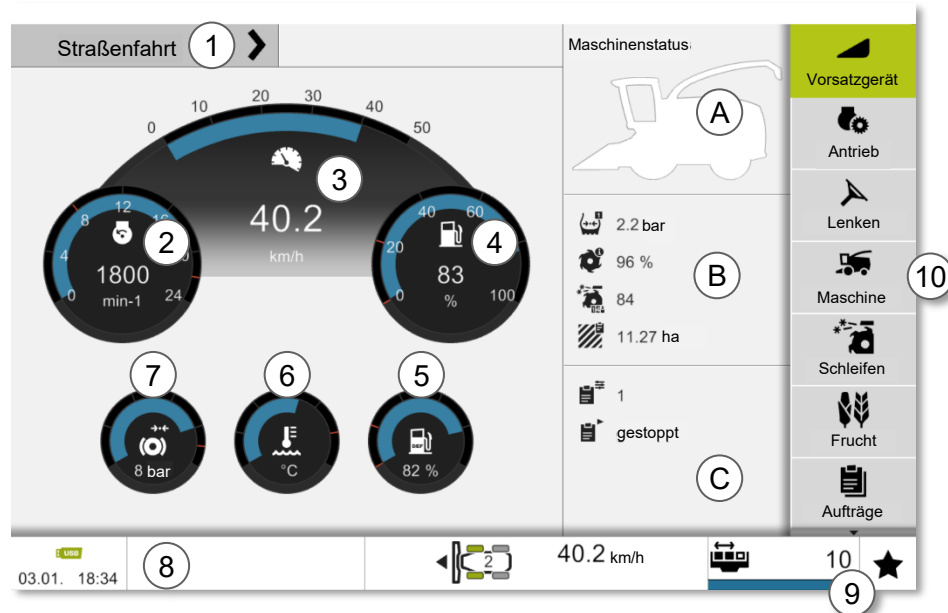 Straßenfahrt 1
0 10 20 30 40 50
3
40.2
km/h
0 4 8 12 16 24
2
1800
min-1
0 20 40 60 100
4
83
%
7
8 bar
6
°C
5
DEF
82 %
Maschinenstatus
A
2.2 bar
96 %
84
11.27 ha
B
1
gestoppt
C
Vorsatzgerät
Antrieb
Lenken
Maschine
10
Schleifen
Frucht
Aufträge
USB
03.01. 18:34
8
2
40.2 km/h
10
9